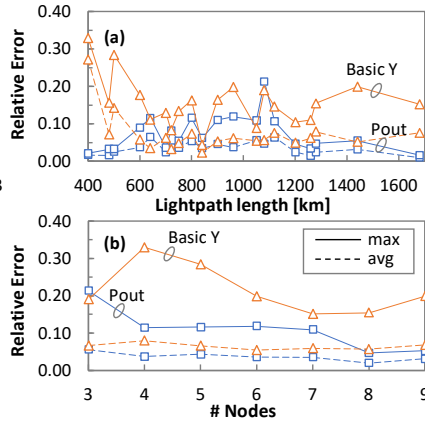 0.40
(a)
0.30
Basic Y
0.20
0.10
Pout
0.00
Relative Error
400 600 800 1000 1200 1400 1600
Lightpath length [km]
B
0.40
(b)
Basic Y
max
avg
0.30
Pout
0.20
0.10
0.00
Relative Error
3 4 5 6 7 8 9
# Nodes